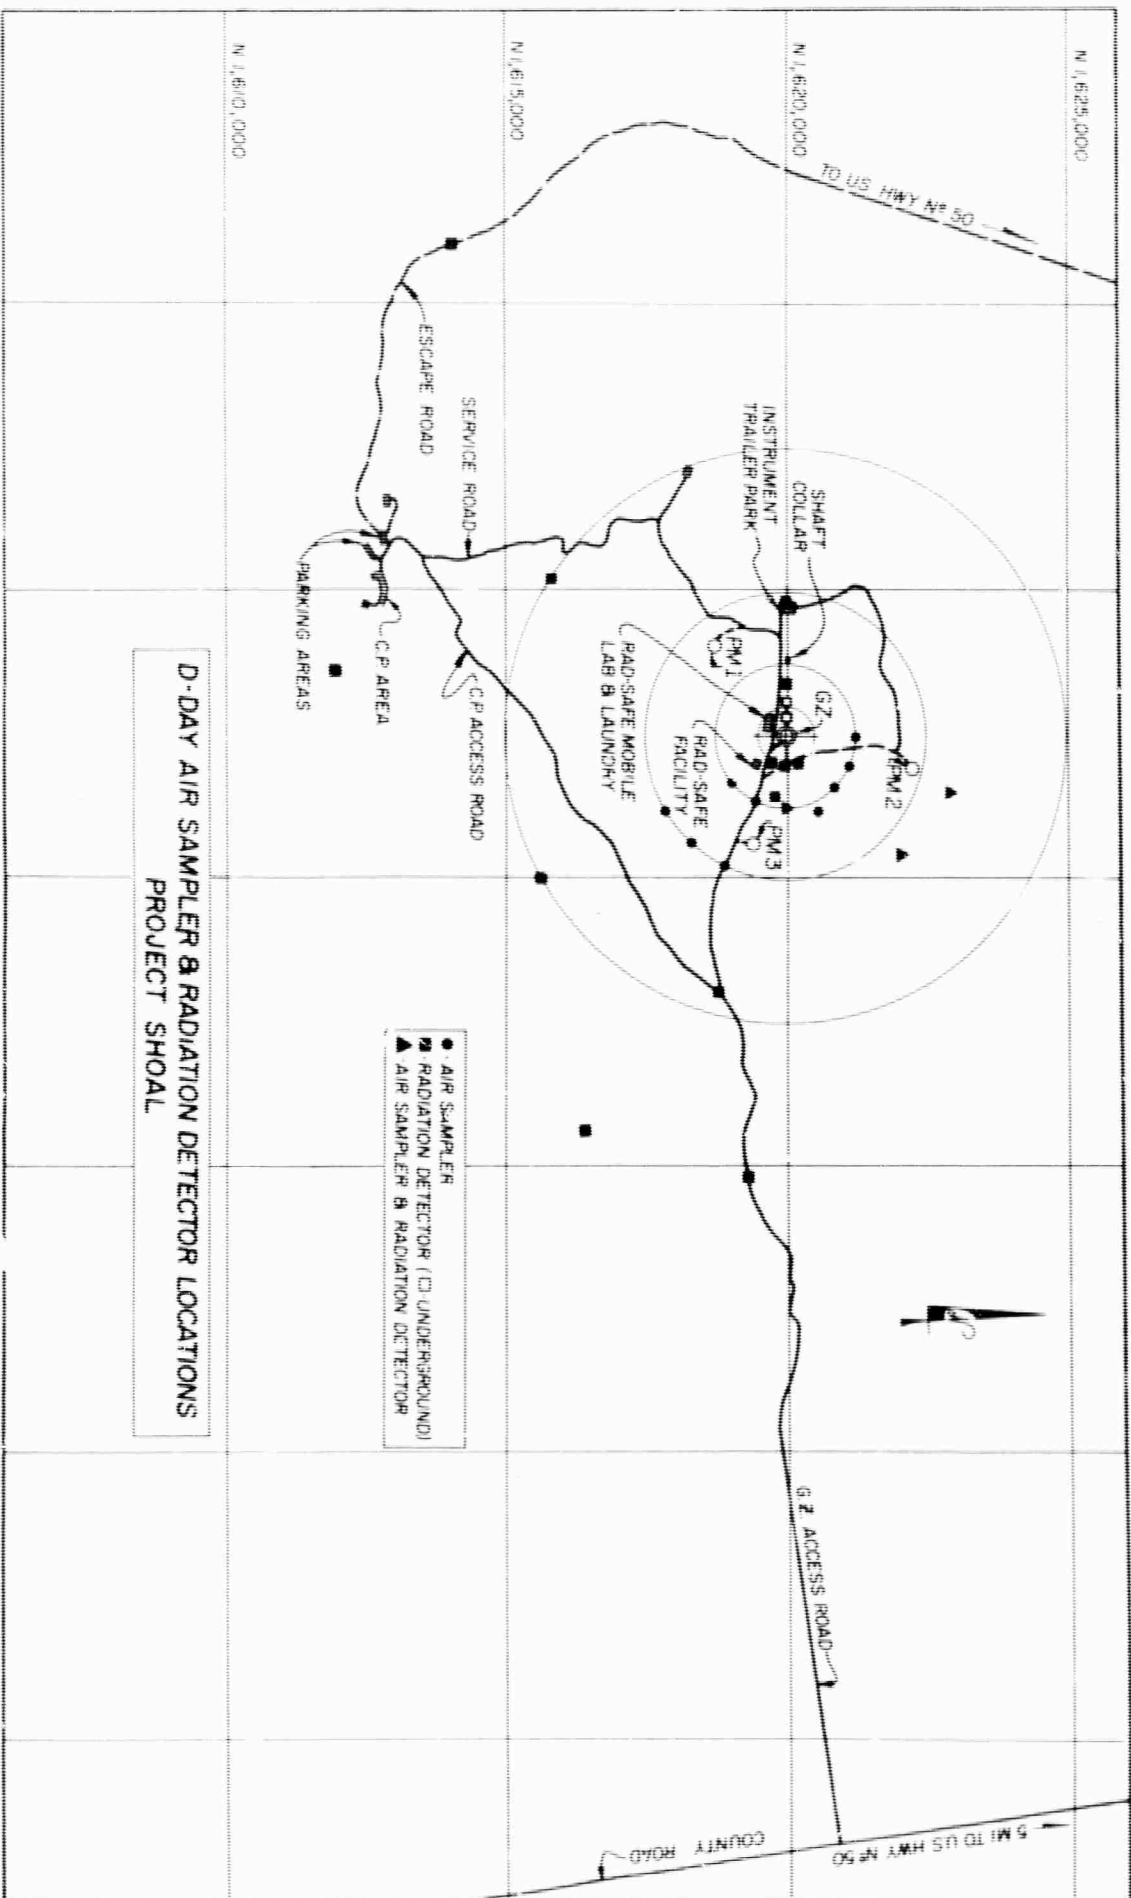 N 1,625,000
N 1,620,000
N 1,615,000
N 1,610,000
TO US HWY Nº 50
ESCAPE ROAD
SERVICE ROAD
INSTRUMENT
TRAILER PARK
SHAFT
COLLAR
PM 1
GZ
PM 2
PM 3
RAD-SAFE MOBILE
LAB & LAUNDRY
RAD-SAFE
FACILITY
PARKING AREAS
C.P. AREA
C.P. ACCESS ROAD
G.Z. ACCESS ROAD
COUNTY ROAD
5 MI TO US HWY Nº 50
AIR SAMPLER
RADIATION DETECTOR (□-UNDERGROUND)
AIR SAMPLER & RADIATION DETECTOR
D-DAY AIR SAMPLER & RADIATION DETECTOR LOCATIONS
PROJECT SHOAL